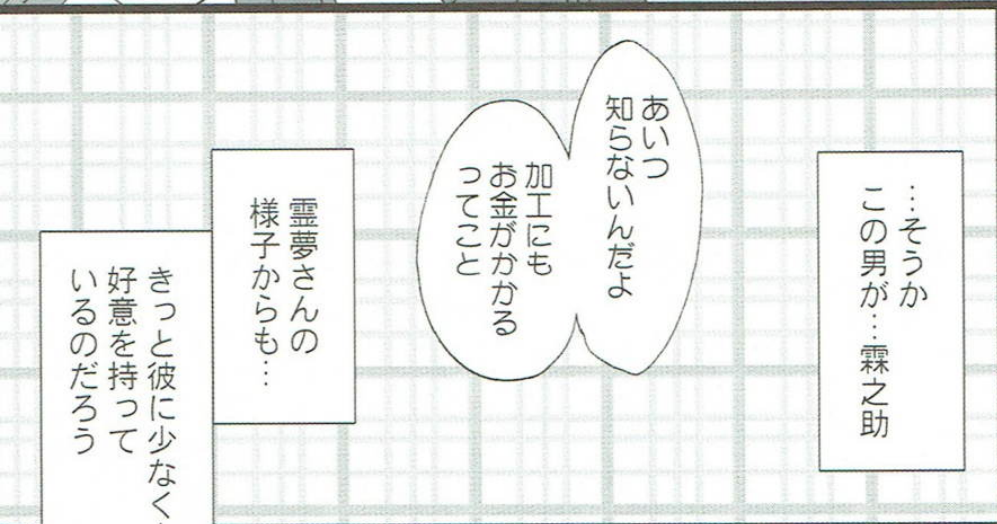 …そうか
この男が…霖之助
あいつ
知らないんだよ
加工にも
お金がかかる
ってこと
霊夢さんの
様子からも…
きっと彼に少なく
好意を持って
いるのだろう